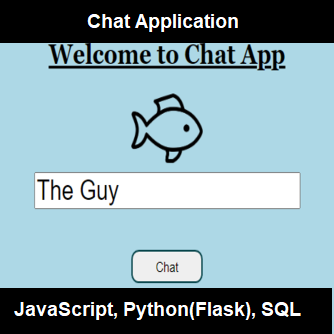 Chat Application
Welcome to Chat App
The Guy
Chat
JavaScript, Python(Flask), SQL